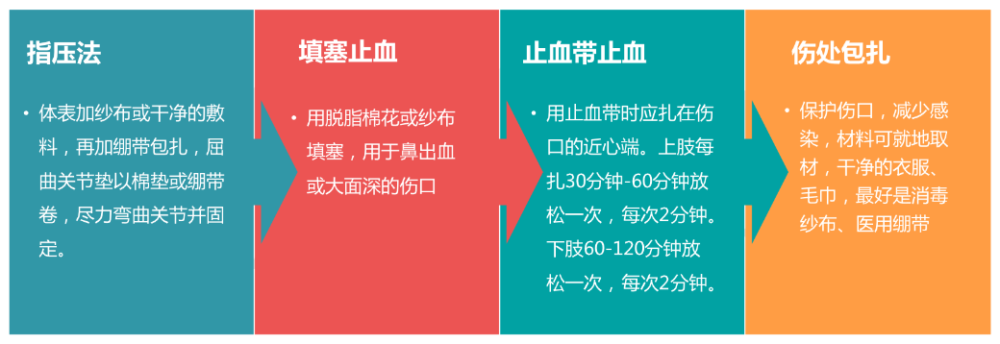 指压法
• 体表加纱布或干净的敷
料，再加绷带包扎，屈
曲关节垫以棉垫或绷带
卷，尽力弯曲关节并固
定。
填塞止血
• 用脱脂棉花或纱布
填塞，用于鼻出血
或大面深的伤口
止血带止血
• 用止血带时应扎在伤
口的近心端。上肢每
扎30分钟-60分钟放
松一次，每次2分钟。
下肢60-120分钟放
松一次，每次2分钟。
伤处包扎
• 保护伤口，减少感
染，材料可就地取
材，干净的衣服、
毛巾，最好是消毒
纱布、医用绷带